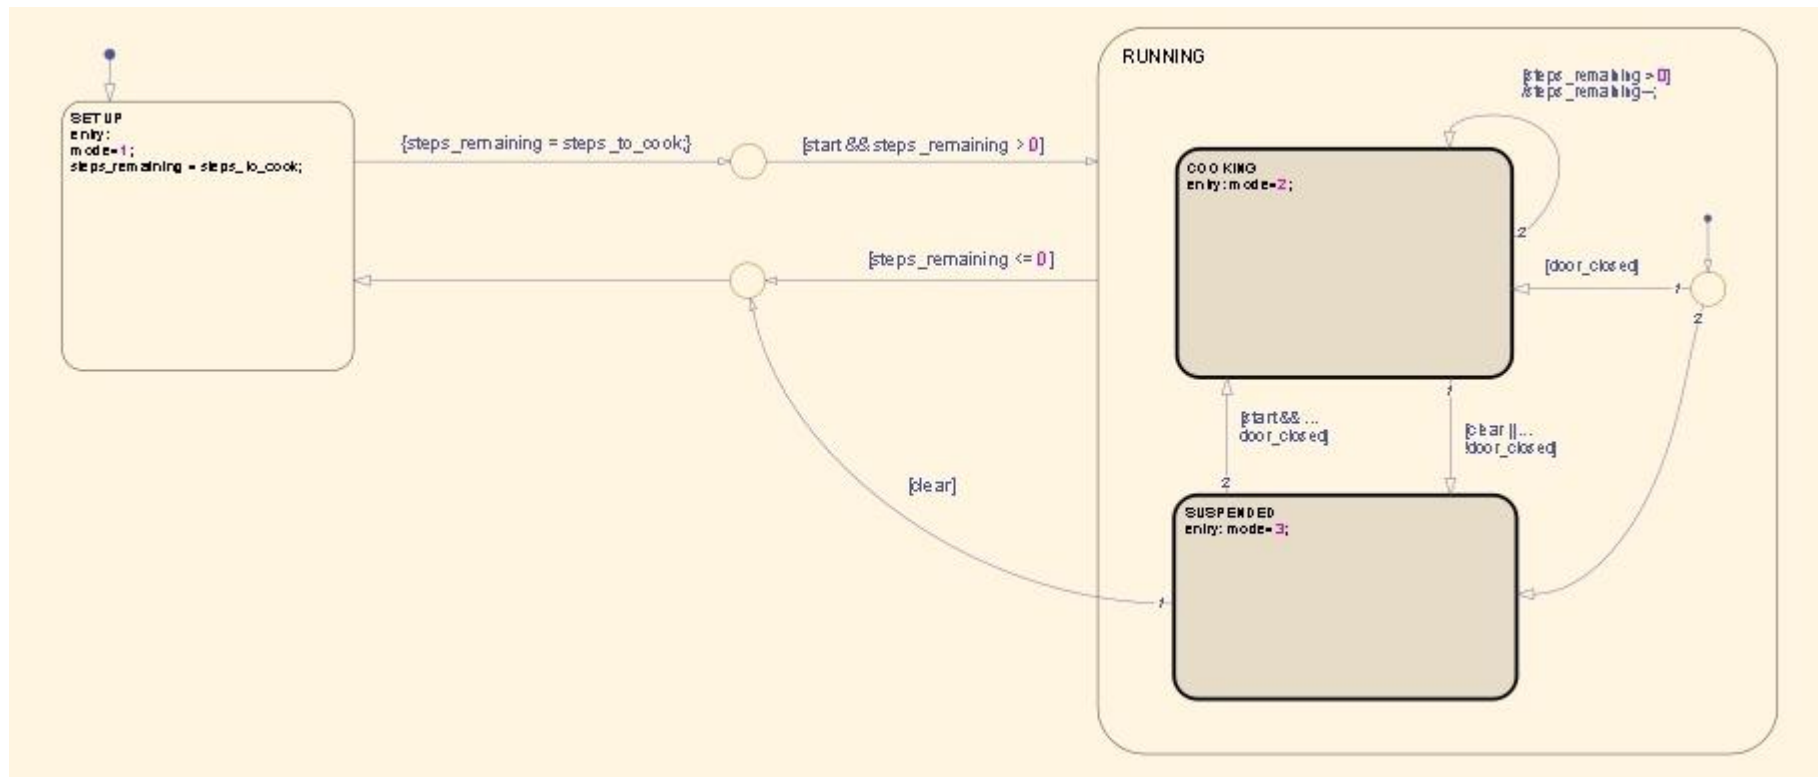 RUNNING
[steps_remaining > 0]
/steps_remaining--;
SETUP
entry:
mode=1;
steps_remaining = steps_to_cook;
{steps_remaining = steps_to_cook;}
[start && steps_remaining > 0]
COOKING
entry: mode=2;
2
[door_closed]
1
2
[steps_remaining <= 0]
1
[start && ...
door_closed]
[clear || ...
!door_closed]
2
[clear]
SUSPENDED
entry: mode=3;
1